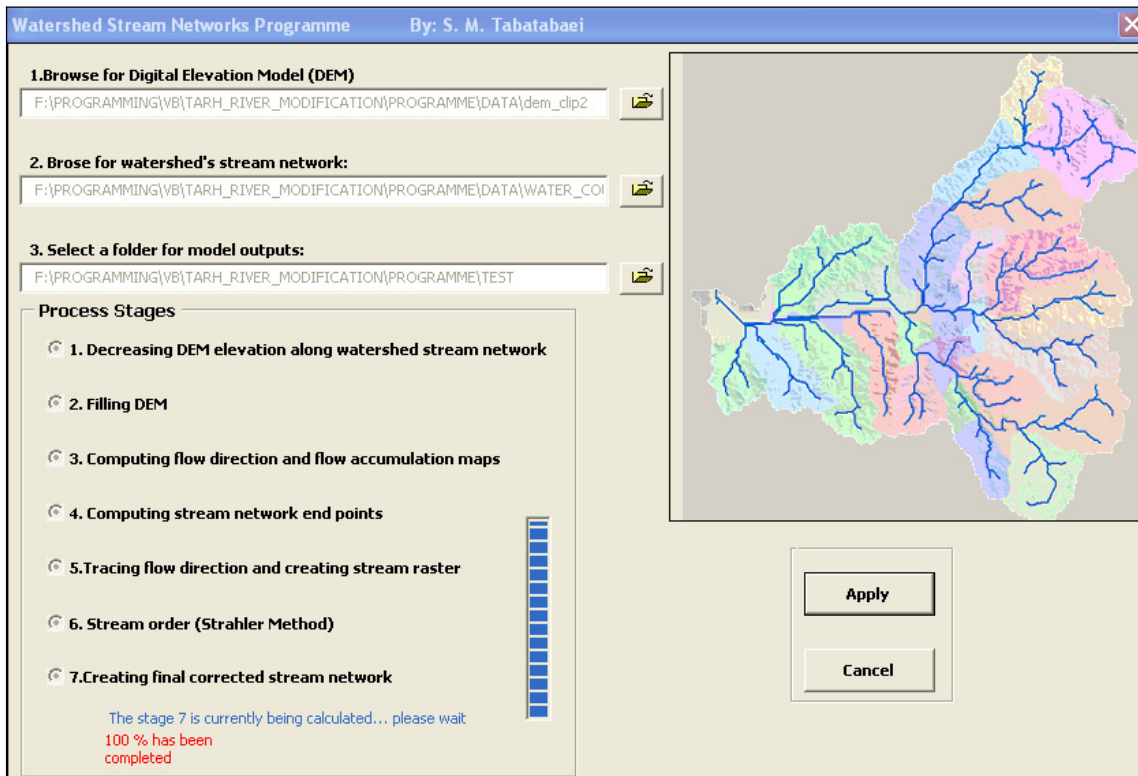 Watershed Stream Networks Programme By: S. M. Tabatabaei
1.Browse for Digital Elevation Model (DEM)
F:\PROGRAMMING\VB\TARH_RIVER_MODIFICATION\PROGRAMME\DATA\dem_clip2
2. Brose for watershed's stream network:
F:\PROGRAMMING\VB\TARH_RIVER_MODIFICATION\PROGRAMME\DATA\WATER_COU
3. Select a folder for model outputs:
F:\PROGRAMMING\VB\TARH_RIVER_MODIFICATION\PROGRAMME\TEST
Process Stages
1. Decreasing DEM elevation along watershed stream network
2. Filling DEM
3. Computing flow direction and flow accumulation maps
4. Computing stream network end points
5.Tracing flow direction and creating stream raster
6. Stream order (Strahler Method)
7.Creating final corrected stream network
The stage 7 is currently being calculated... please wait
100 % has been
completed
Apply
Cancel